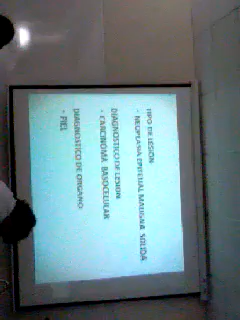 TIPO DE LESION
- NEOPLASIA EPITELIAL MALIGNA SOLIDA
DIAGNOSTICO DE LESION
- CARCINOMA BASOCELULAR
DIAGNOSTICO DE ORGANO
- PIEL